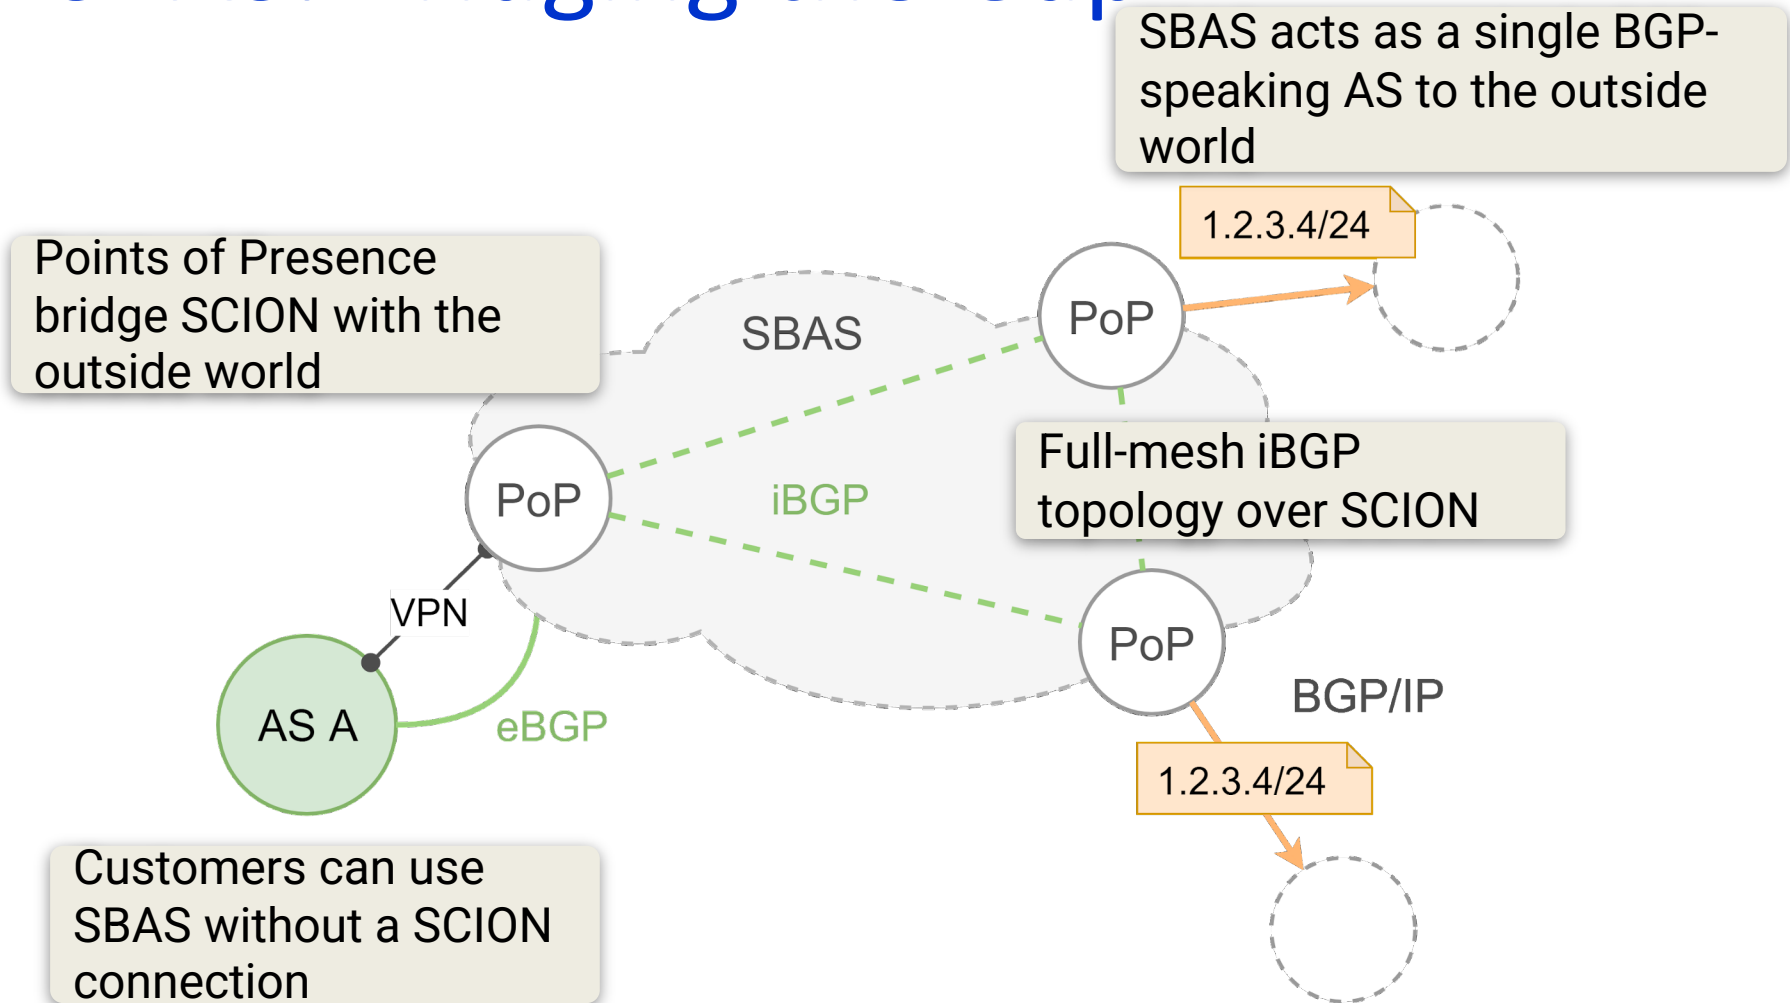 SBAS acts as a single BGP-
speaking AS to the outside
world
1.2.3.4/24
Points of Presence
bridge SCION with the
outside world
SBAS
PoP
Full-mesh iBGP
topology over SCION
PoP
iBGP
VPN
PoP
BGP/IP
AS A
eBGP
1.2.3.4/24
Customers can use
SBAS without a SCION
connection